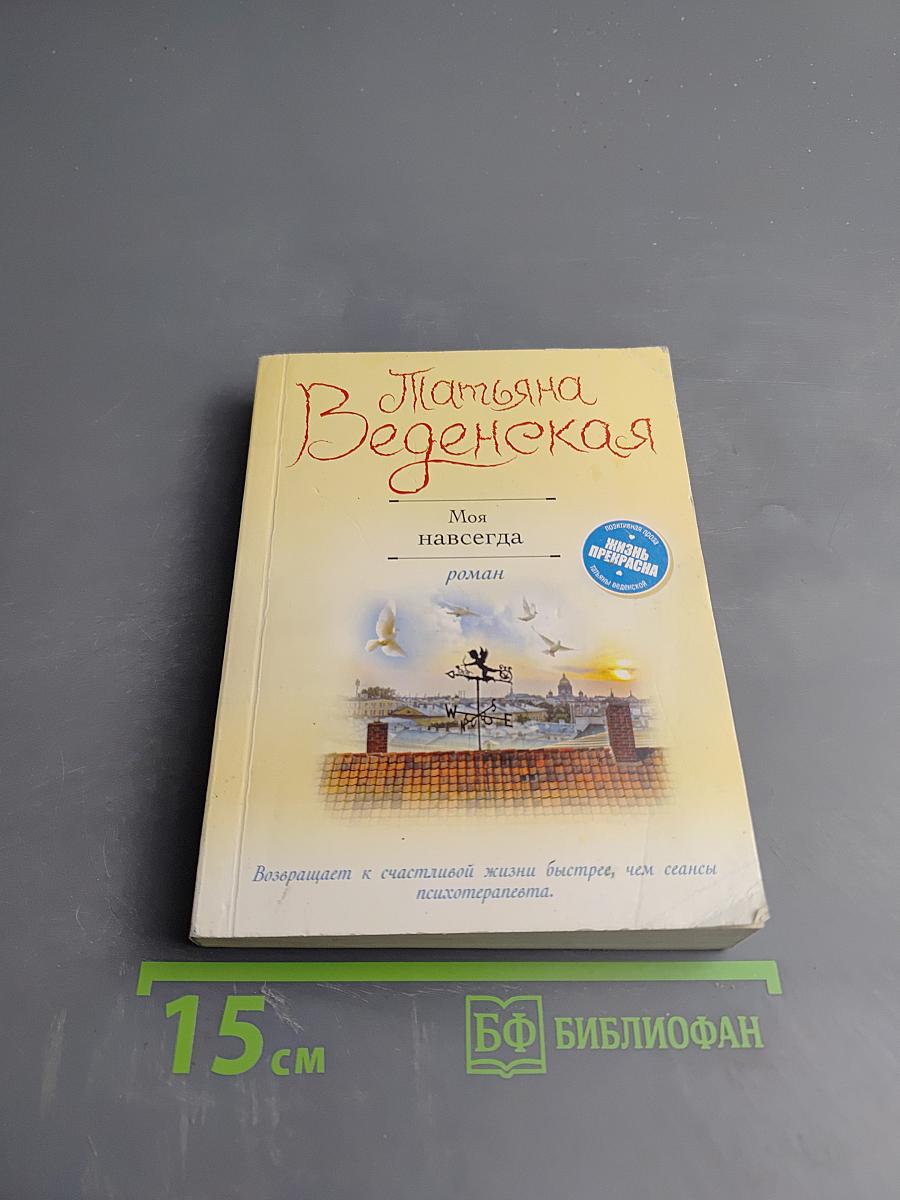 Татьяна
Веденская
Моя
навсегда
роман
позитивная проза
ЖИЗНЬ
ПРЕКРАСНА
татьяны веденской
W S
N E
Возвращает к счастливой жизни быстрее, чем сеансы
психотерапевта.
15 см
БФ БИБЛИОФАН